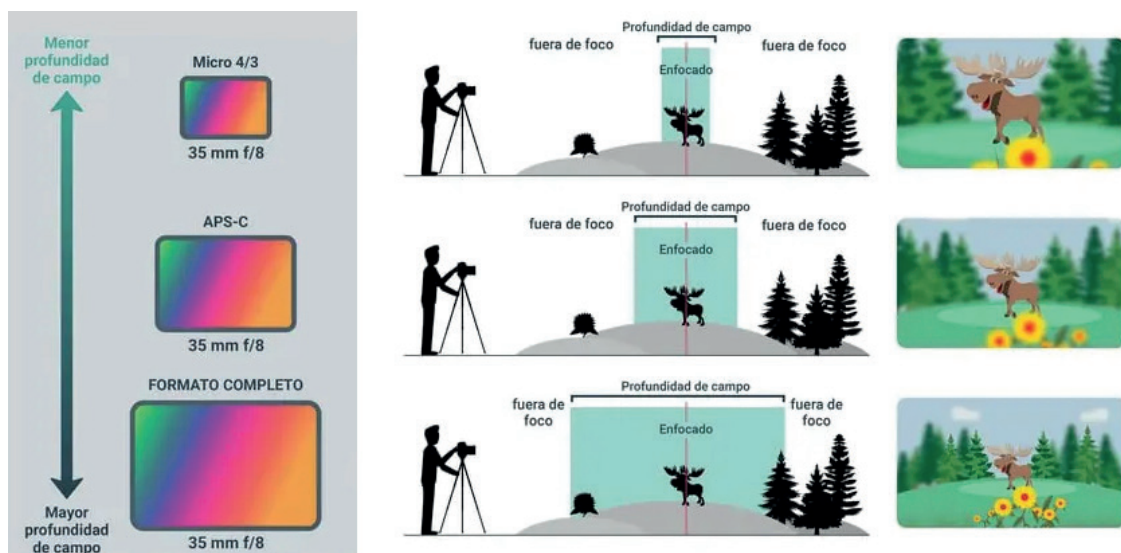 Menor
profundidad
de campo
Micro 4/3
35 mm f/8
APS-C
35 mm f/8
FORMATO COMPLETO
35 mm f/8
Mayor
profundidad
de campo
Profundidad de campo
fuera de foco
fuera de foco
Enfocado
Profundidad de campo
fuera de foco
fuera de foco
Enfocado
Profundidad de campo
fuera de
foco
fuera de
foco
Enfocado